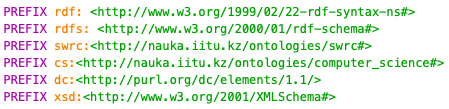 PREFIX rdf: <http://www.w3.org/1999/02/22-rdf-syntax-ns#>
PREFIX rdfs: <http://www.w3.org/2000/01/rdf-schema#>
PREFIX swrc:<http://nauka.iitu.kz/ontologies/swrc#>
PREFIX cs:<http://nauka.iitu.kz/ontologies/computer_science#>
PREFIX dc:<http://purl.org/dc/elements/1.1/>
PREFIX xsd:<http://www.w3.org/2001/XMLSchema#>